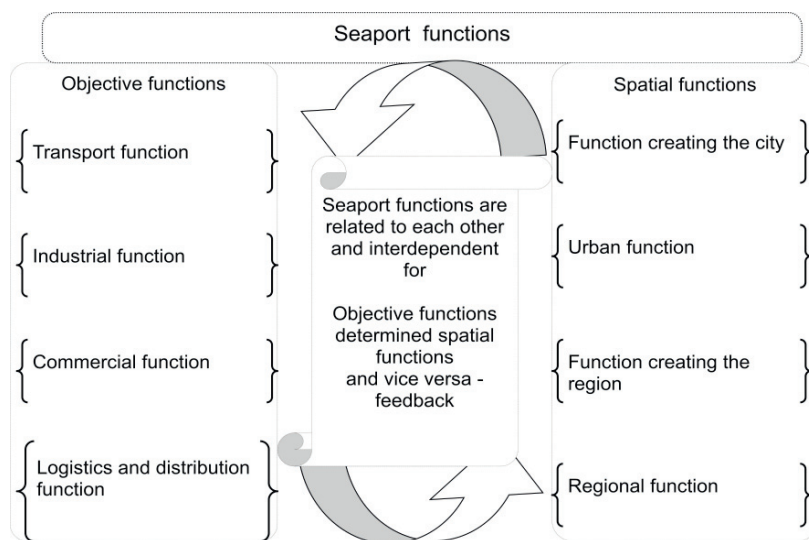 Seaport functions
Objective functions
Transport function
Industrial function
Commercial function
Logistics and distribution
function
Seaport functions are
related to each other
and interdependent
for
Objective functions
determined spatial
functions
and vice versa -
feedback
Spatial functions
Function creating the city
Urban function
Function creating the
region
Regional function